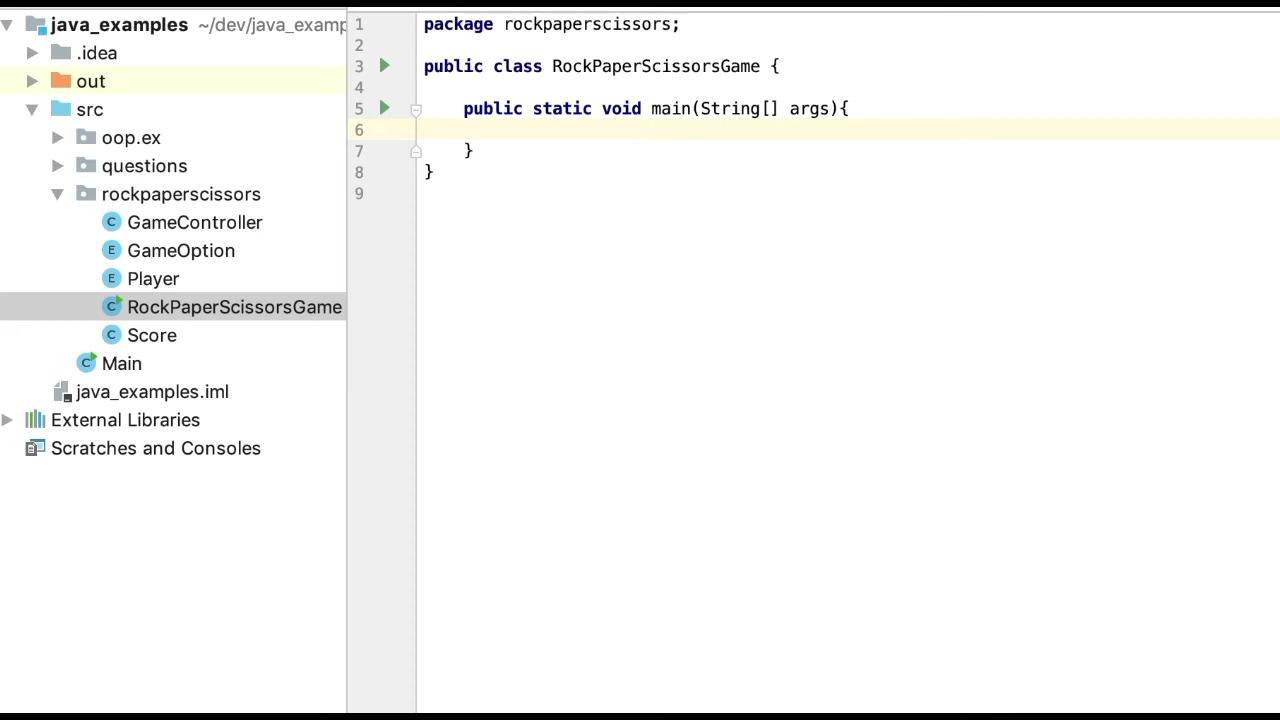 java_examples ~/dev/java_examp
.idea
out
src
oop.ex
questions
rockpaperscissors
C GameController
E GameOption
E Player
C RockPaperScissorsGame
C Score
C Main
java_examples.iml
External Libraries
Scratches and Consoles
1 package rockpaperscissors;
2
3 public class RockPaperScissorsGame {
4
5 public static void main(String[] args){
6
7 }
8 }
9